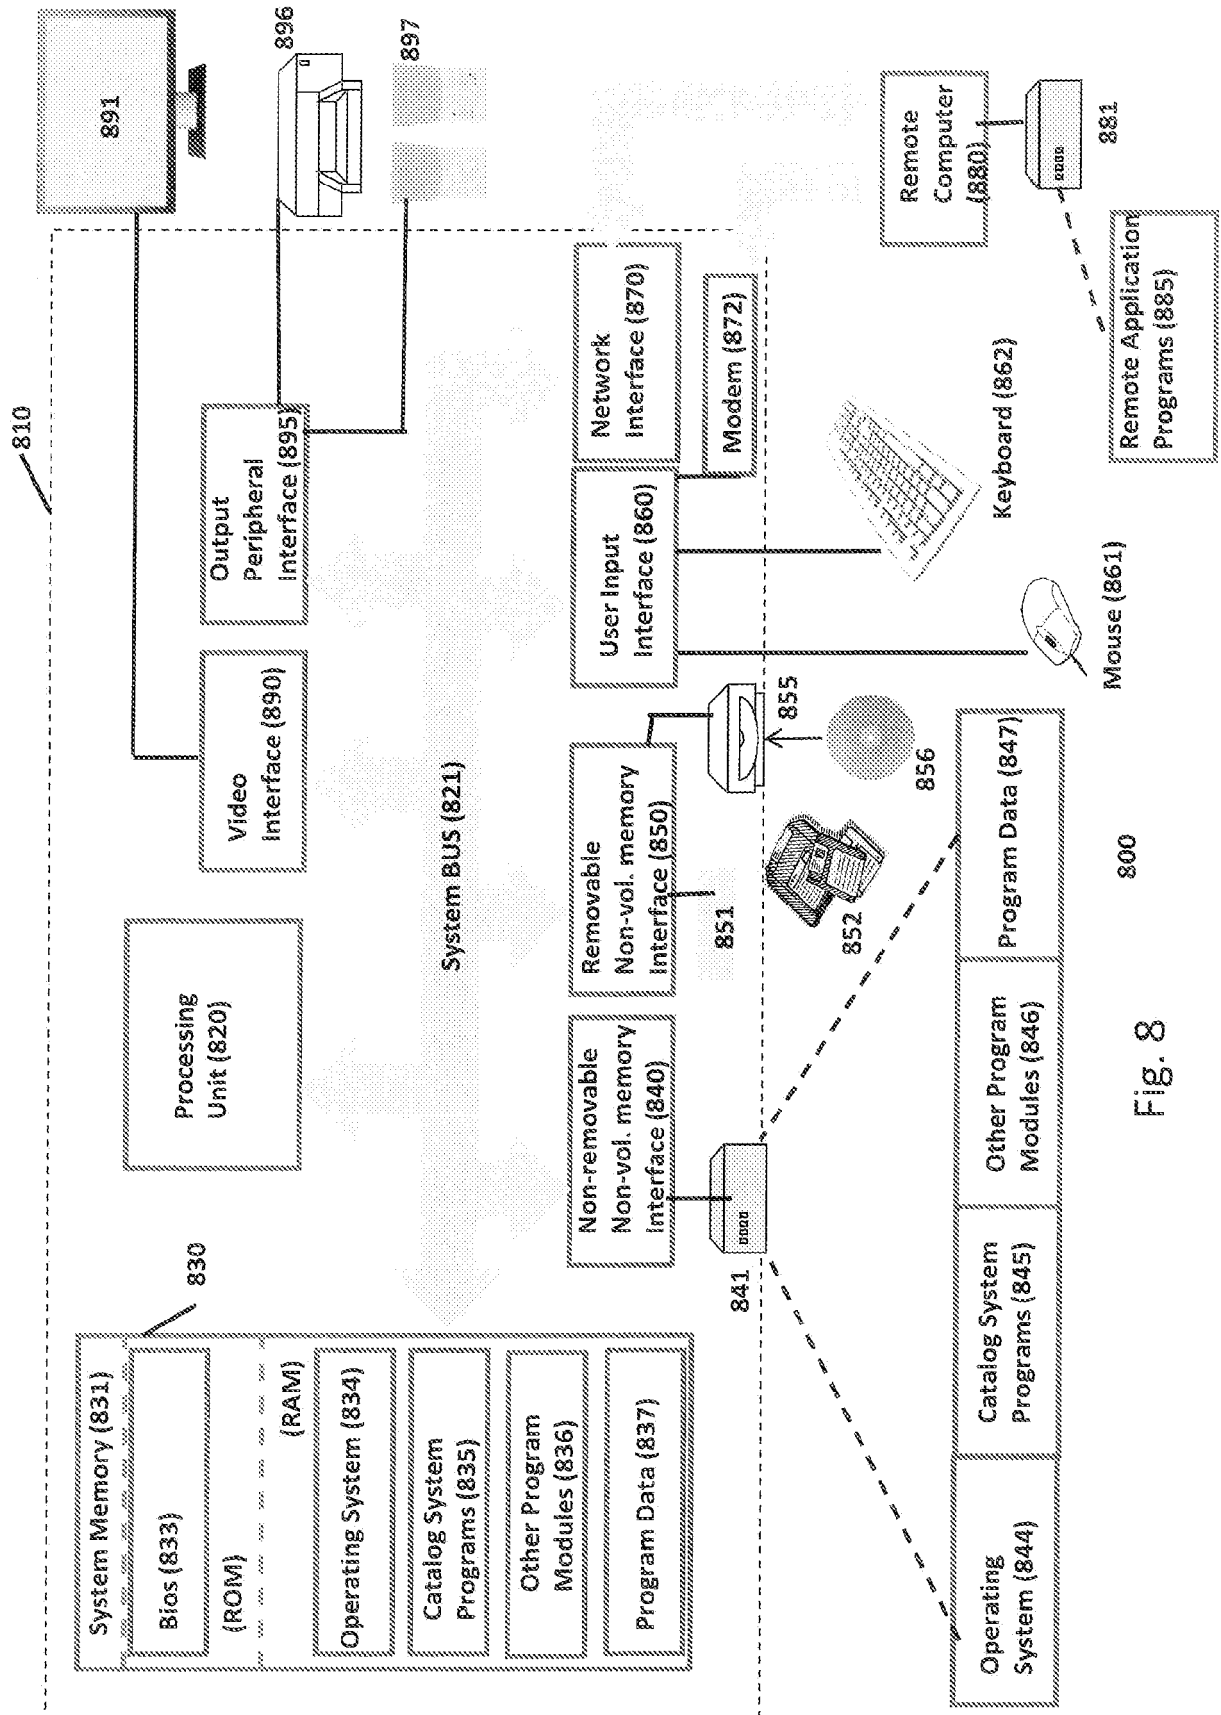 810
System Memory (831)
830
Bios (833)
(ROM)
(RAM)
Operating System (834)
Catalog System
Programs (835)
Other Program
Modules (836)
Program Data (837)
Processing
Unit (820)
Video
Interface (890)
Output
Peripheral
Interface (895)
891
896
897
System BUS (821)
Non-removable
Non-vol. memory
Interface (840)
Removable
Non-vol. memory
Interface (850)
User Input
Interface (860)
Network
Interface (870)
Modem (872)
841
851
852
855
856
Mouse (861)
Keyboard (862)
Remote
Computer
(880)
881
Remote Application
Programs (885)
Operating
System (844)
Catalog System
Programs (845)
Other Program
Modules (846)
Program Data (847)
800
Fig. 8